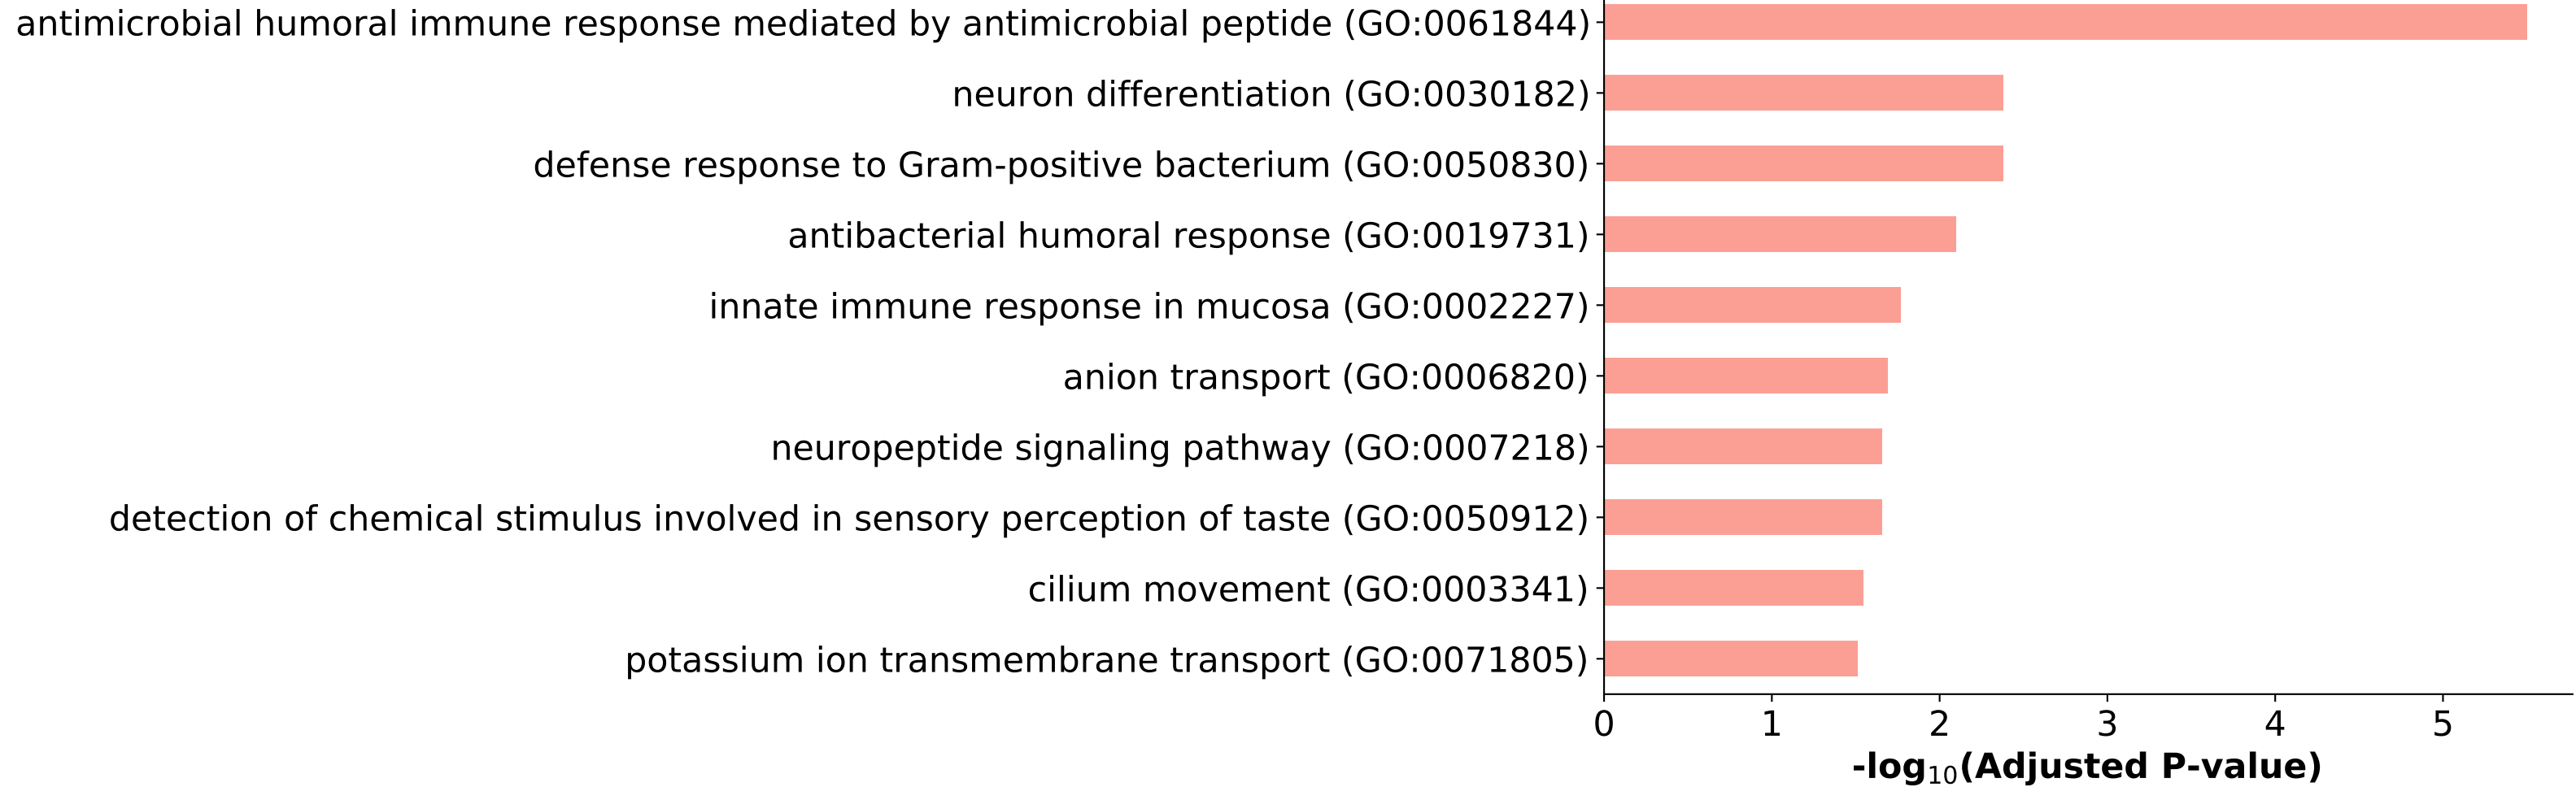 antimicrobial humoral immune response mediated by antimicrobial peptide (GO:0061844)
neuron differentiation (GO:0030182)
defense response to Gram-positive bacterium (GO:0050830)
antibacterial humoral response (GO:0019731)
innate immune response in mucosa (GO:0002227)
anion transport (GO:0006820)
neuropeptide signaling pathway (GO:0007218)
detection of chemical stimulus involved in sensory perception of taste (GO:0050912)
cilium movement (GO:0003341)
potassium ion transmembrane transport (GO:0071805)
0 1 2 3 4 5
-log₁₀(Adjusted P-value)